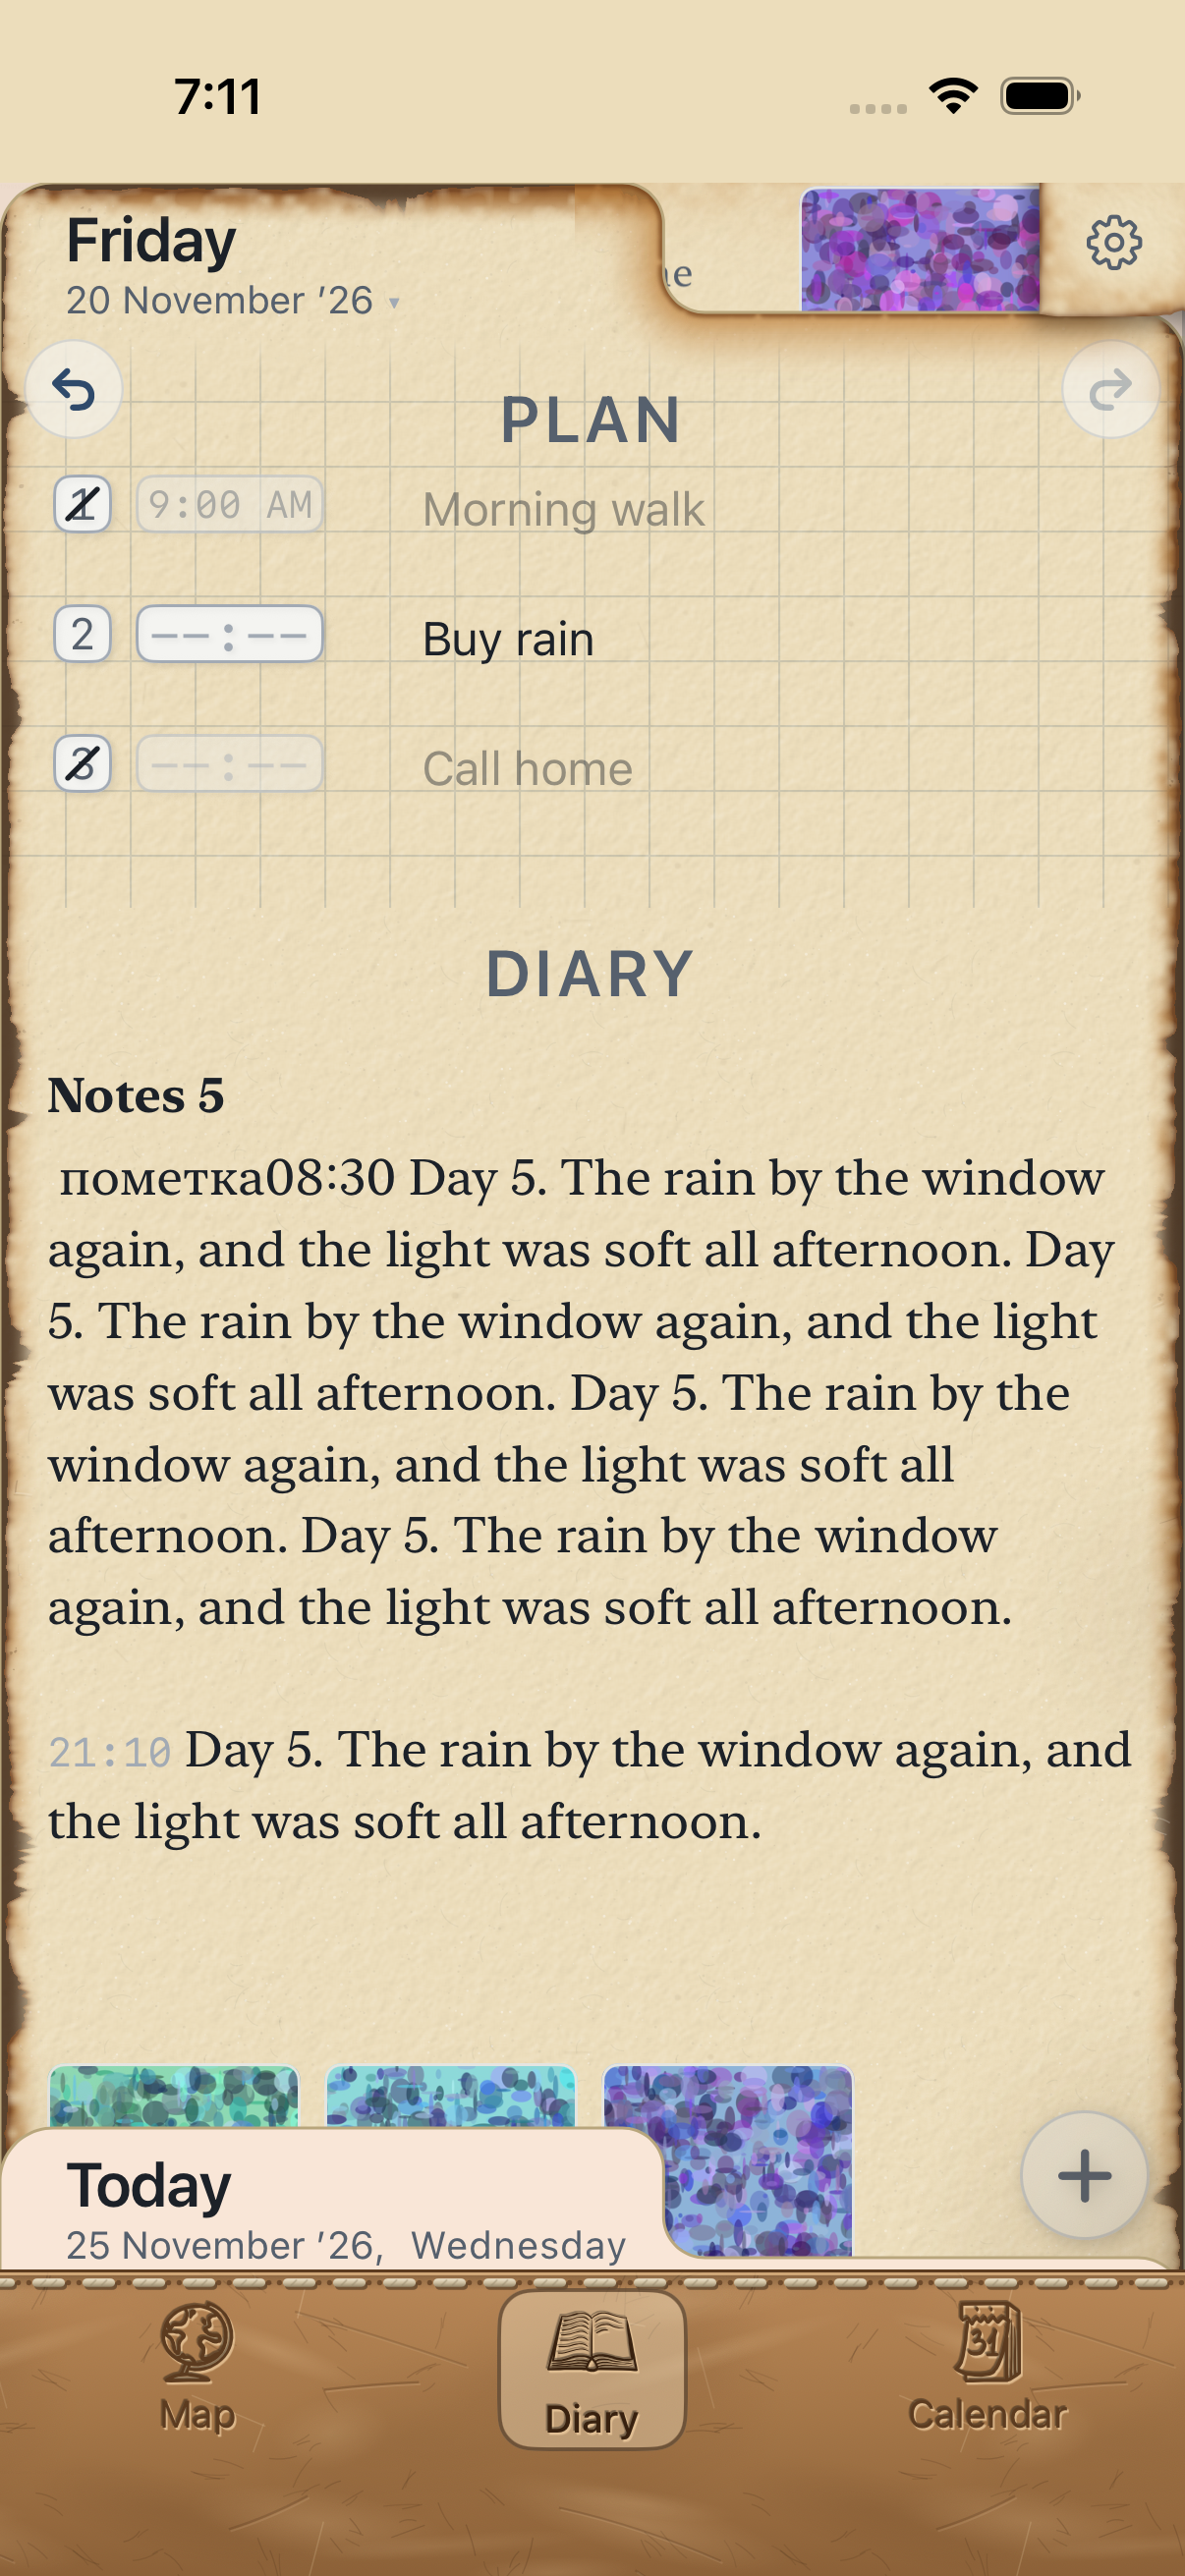 7:11
Friday
20 November ’26
PLAN
1 9:00 AM Morning walk
2 --:-- Buy rain
3 --:-- Call home
DIARY
Notes 5
пометка08:30 Day 5. The rain by the window
again, and the light was soft all afternoon. Day
5. The rain by the window again, and the light
was soft all afternoon. Day 5. The rain by the
window again, and the light was soft all
afternoon. Day 5. The rain by the window
again, and the light was soft all afternoon.
21:10 Day 5. The rain by the window again, and
the light was soft all afternoon.
Today
25 November ’26, Wednesday
31
Map
Diary
Calendar